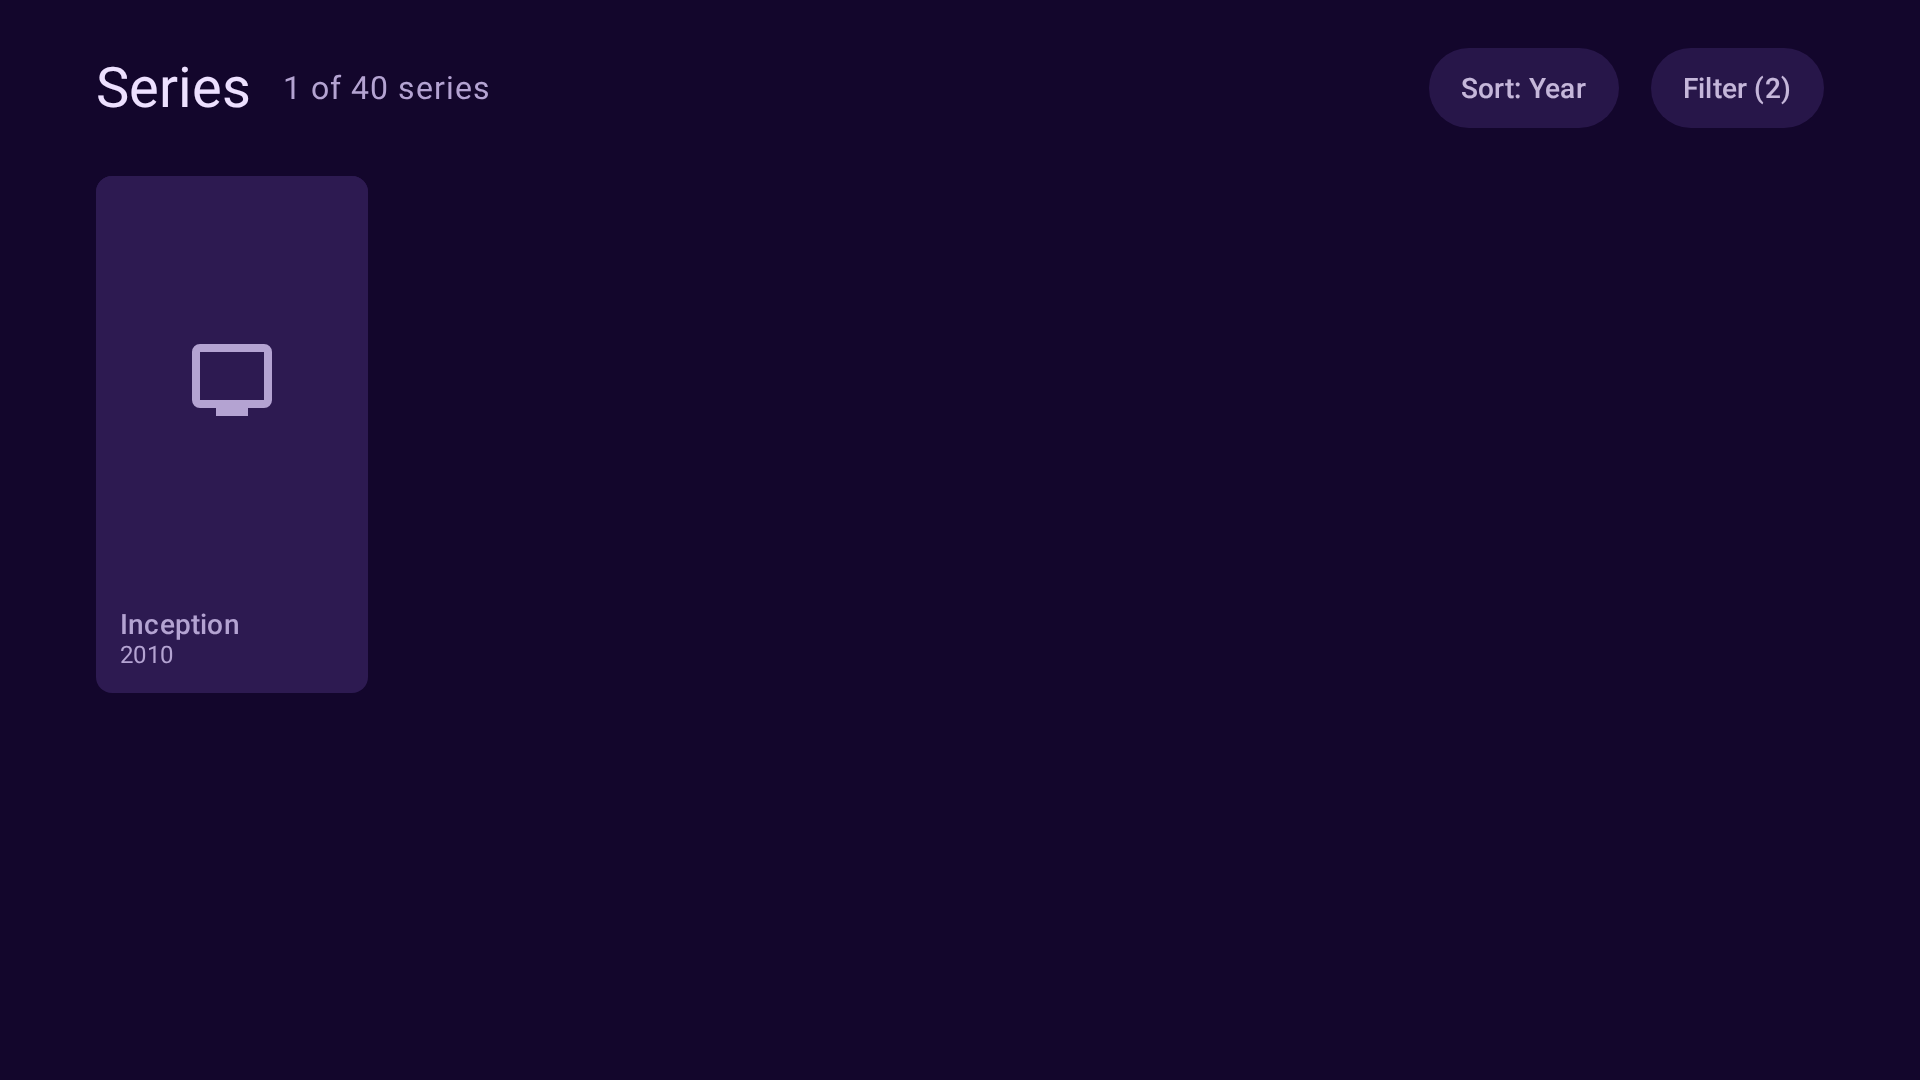 Series
1 of 40 series
Sort: Year
Filter (2)
Inception
2010